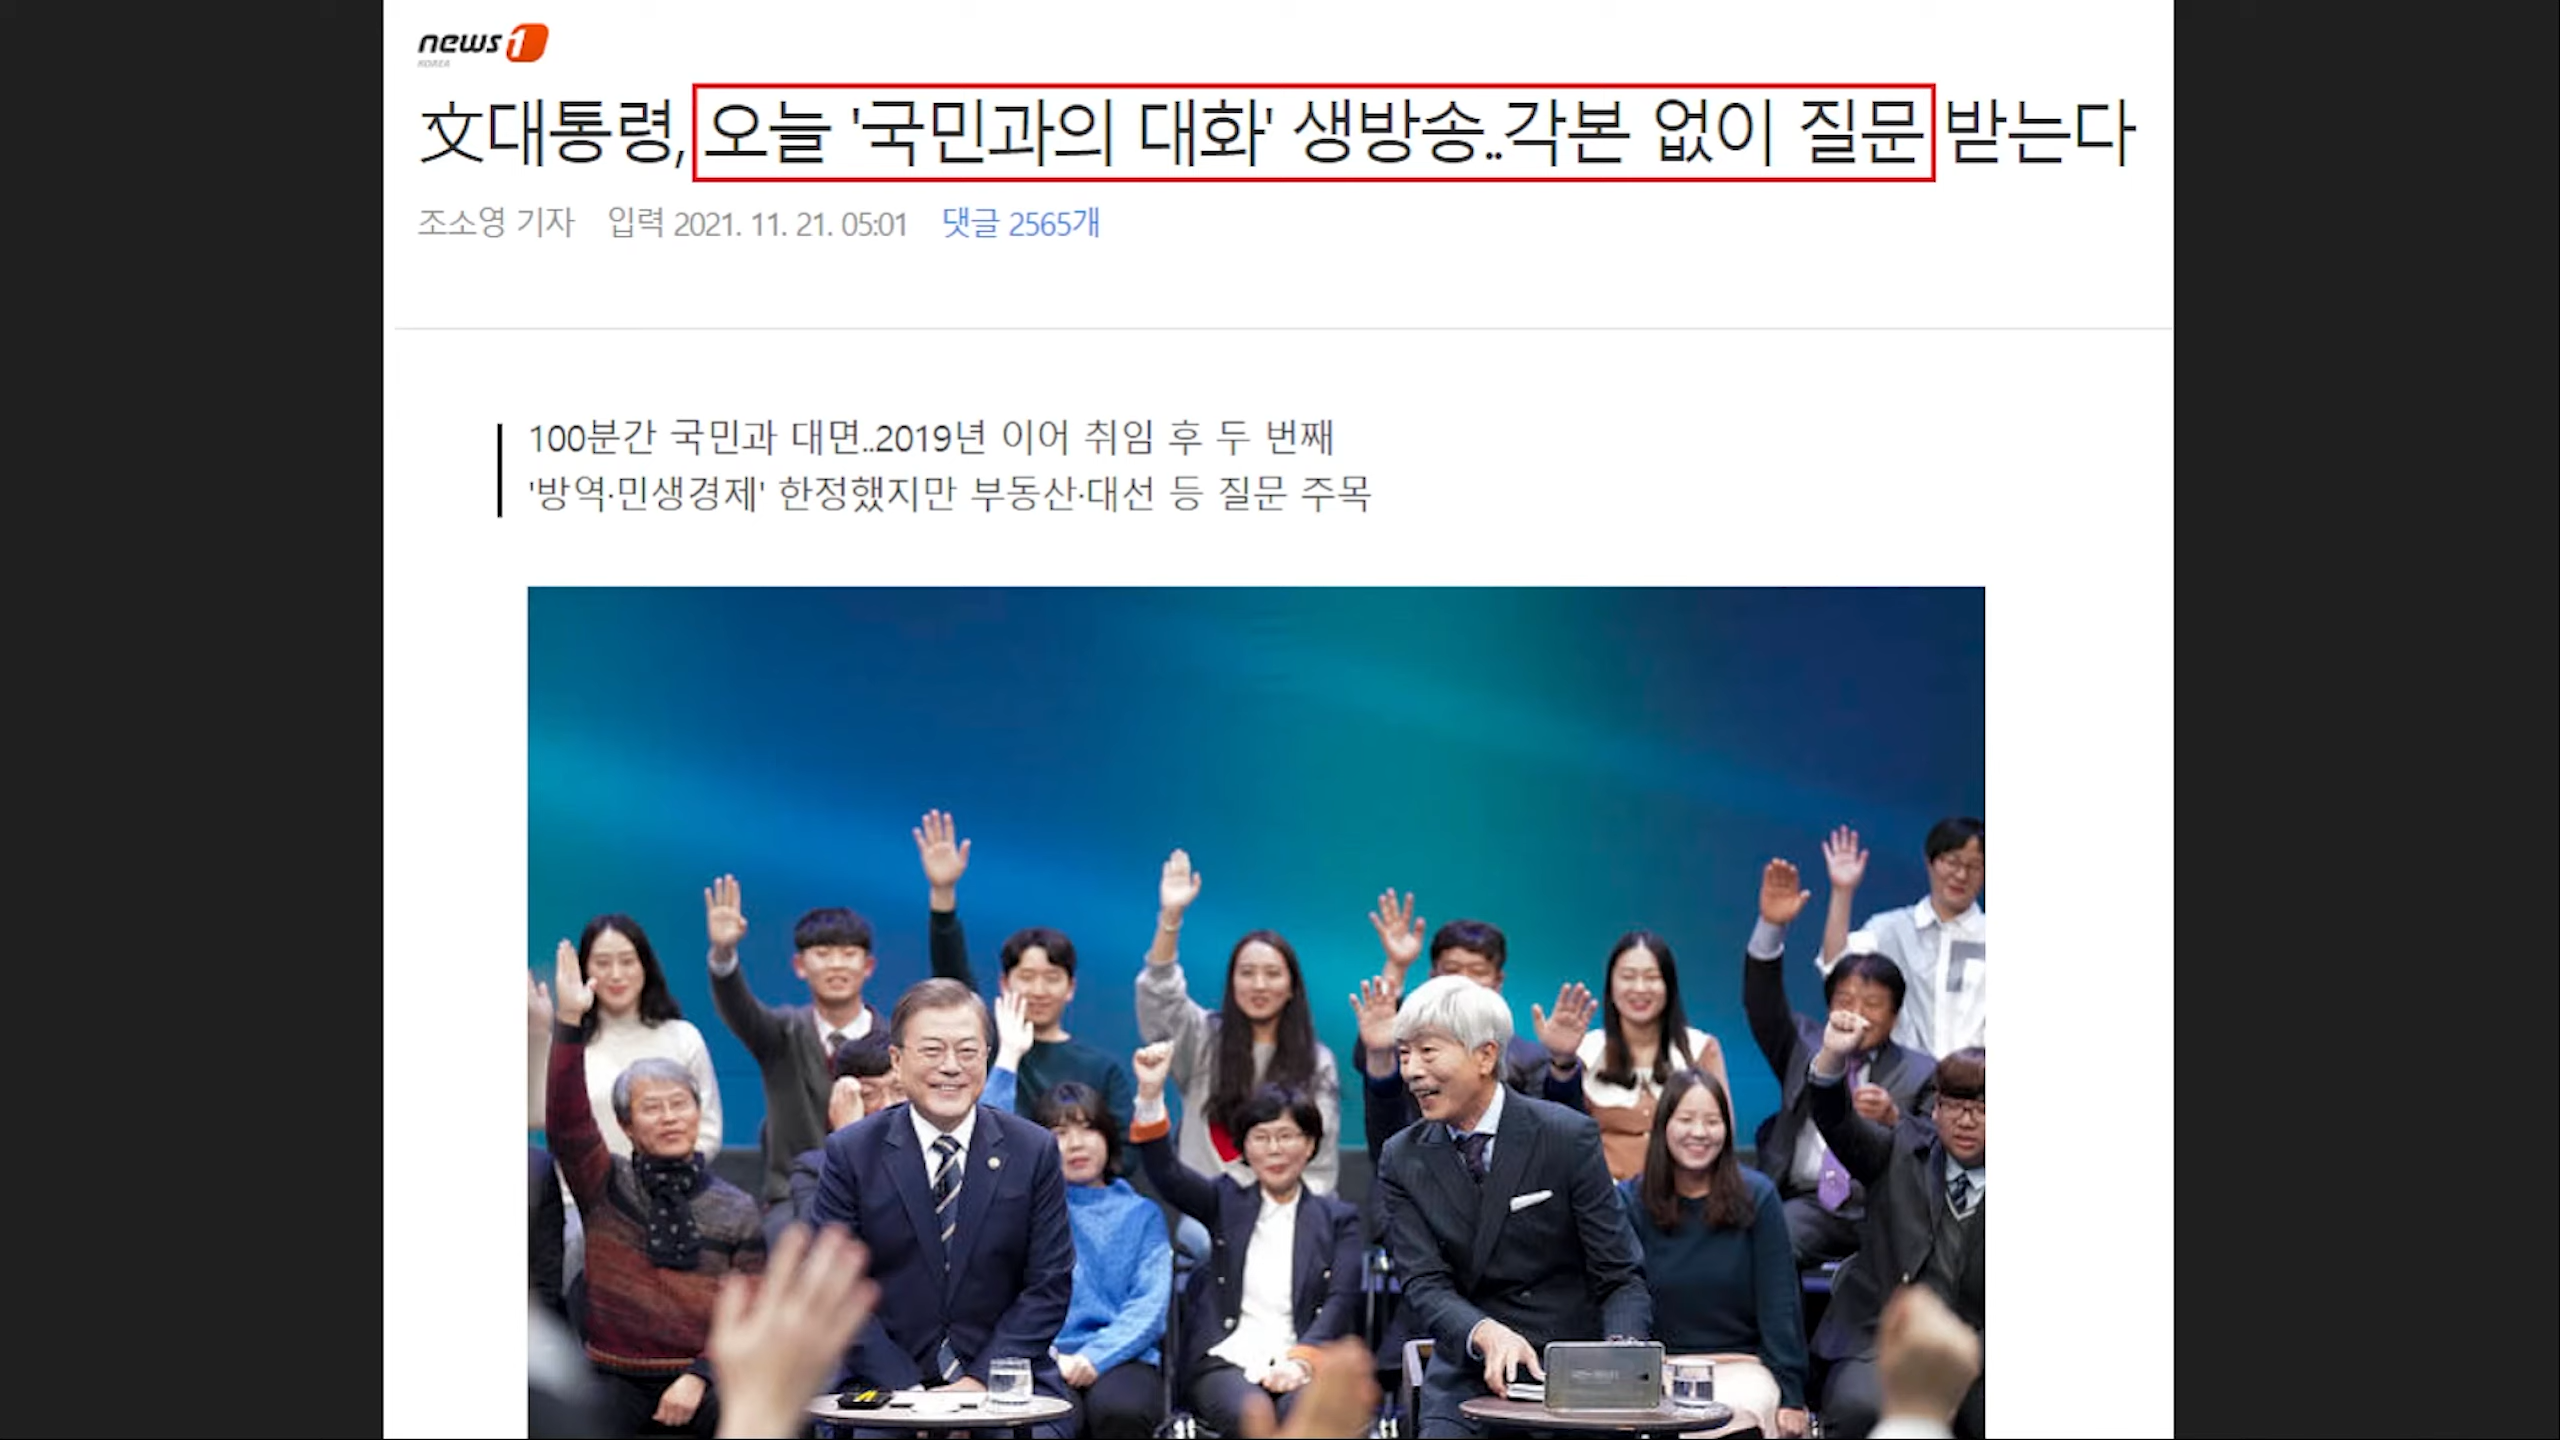 news1
KOREA
文대통령, 오늘 '국민과의 대화' 생방송..각본 없이 질문 받는다
조소영 기자 입력 2021. 11. 21. 05:01 댓글 2565개
100분간 국민과 대면..2019년 이어 취임 후 두 번째
'방역·민생경제' 한정했지만 부동산·대선 등 질문 주목